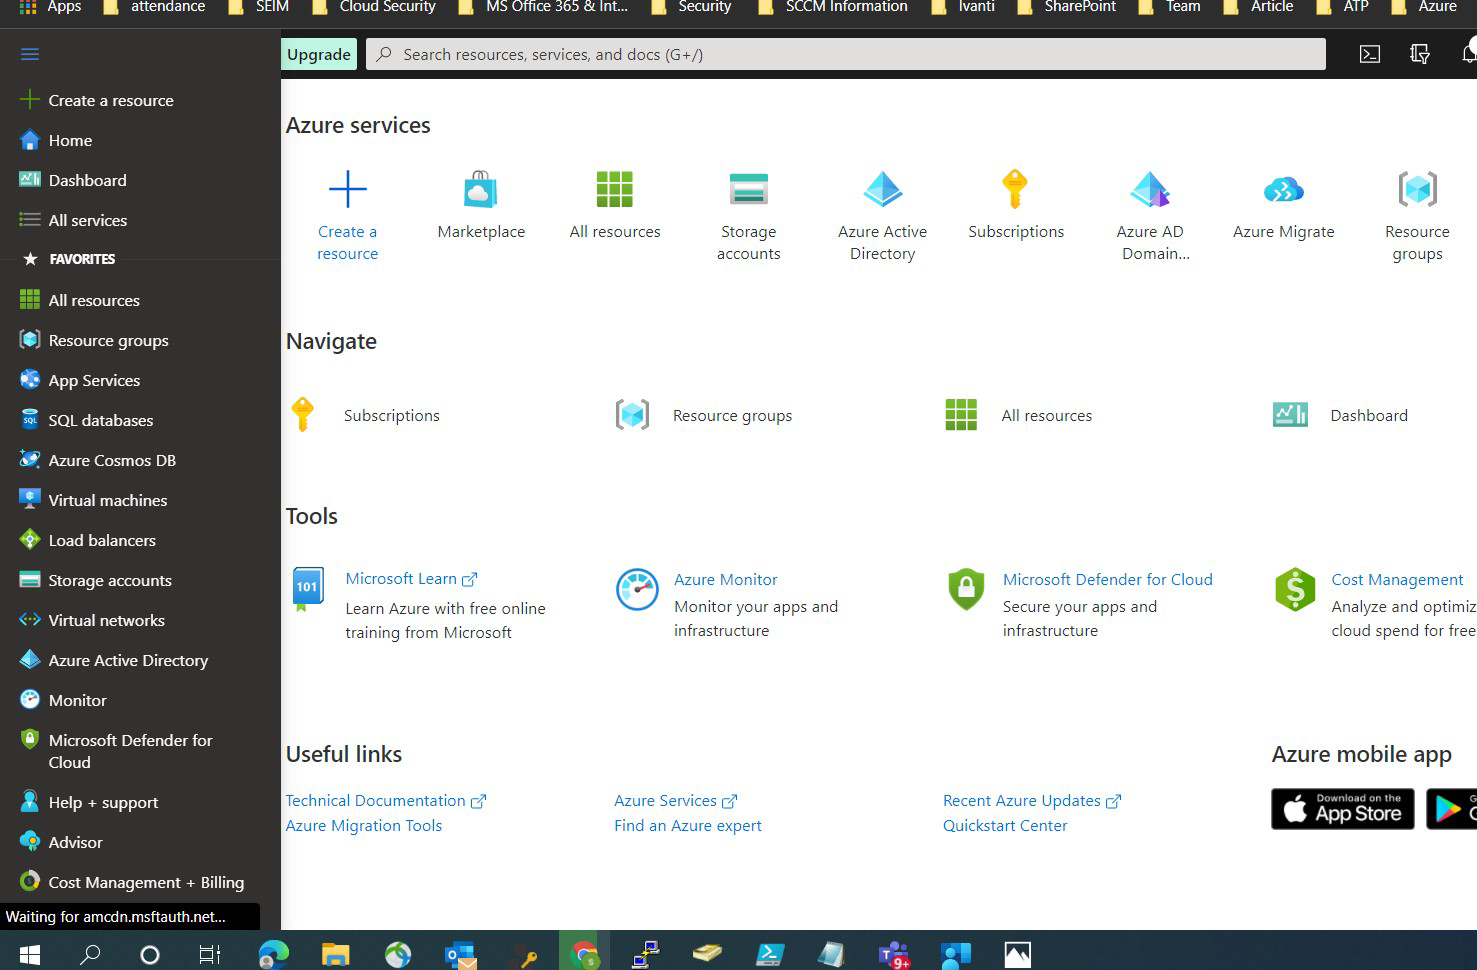 Apps attendance SEIM Cloud Security MS Office 365 & Int... Security SCCM Information Ivanti SharePoint Team Article ATP Azure
Upgrade
Search resources, services, and docs (G+/)
Create a resource
Home
Dashboard
All services
FAVORITES
All resources
Resource groups
App Services
SQL databases
Azure Cosmos DB
Virtual machines
Load balancers
Storage accounts
Virtual networks
Azure Active Directory
Monitor
Microsoft Defender for
Cloud
Help + support
Advisor
Cost Management + Billing
Waiting for amcdn.msftauth.net...
Azure services
Create a
resource
Marketplace
All resources
Storage
accounts
Azure Active
Directory
Subscriptions
Azure AD
Domain...
Azure Migrate
Resource
groups
Navigate
Subscriptions
Resource groups
All resources
Dashboard
Tools
101
Microsoft Learn
Learn Azure with free online
training from Microsoft
Azure Monitor
Monitor your apps and
infrastructure
Microsoft Defender for Cloud
Secure your apps and
infrastructure
Cost Management
Analyze and optimiz
cloud spend for free
Useful links
Technical Documentation
Azure Migration Tools
Azure Services
Find an Azure expert
Recent Azure Updates
Quickstart Center
Azure mobile app
Download on the
App Store
9+